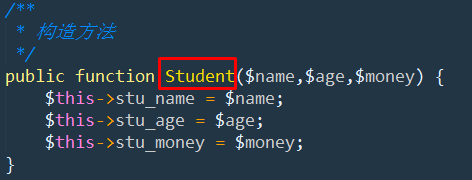 /**
 * 构造方法
 */
public function Student($name,$age,$money) {
    $this->stu_name = $name;
    $this->stu_age = $age;
    $this->stu_money = $money;
}